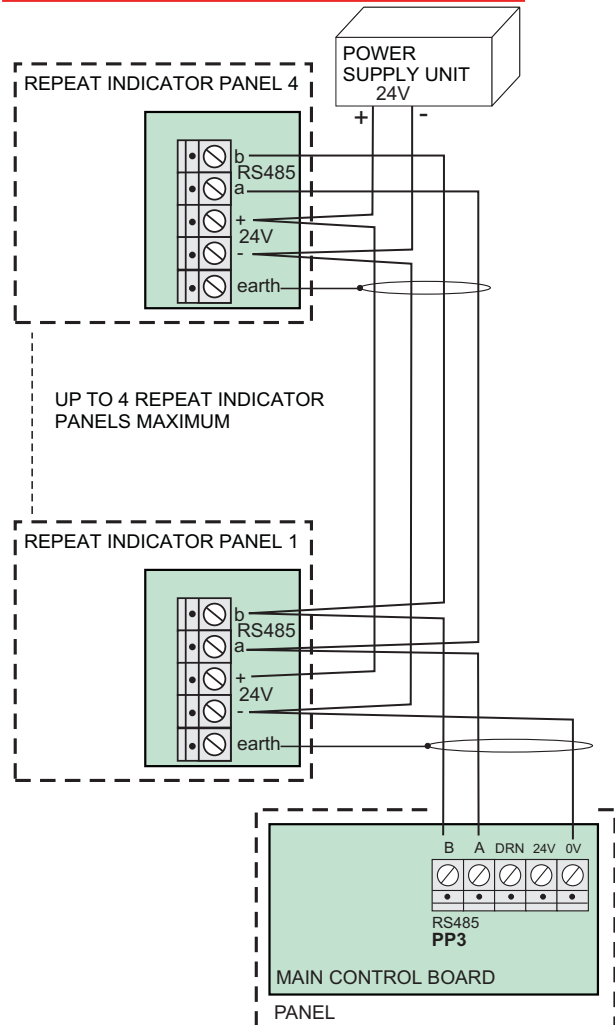 POWER
SUPPLY UNIT
24V
+ -
REPEAT INDICATOR PANEL 4
b
RS485
a
+
24V
-
earth
UP TO 4 REPEAT INDICATOR
PANELS MAXIMUM
REPEAT INDICATOR PANEL 1
b
RS485
a
+
24V
-
earth
B A DRN 24V 0V
RS485
PP3
MAIN CONTROL BOARD
PANEL